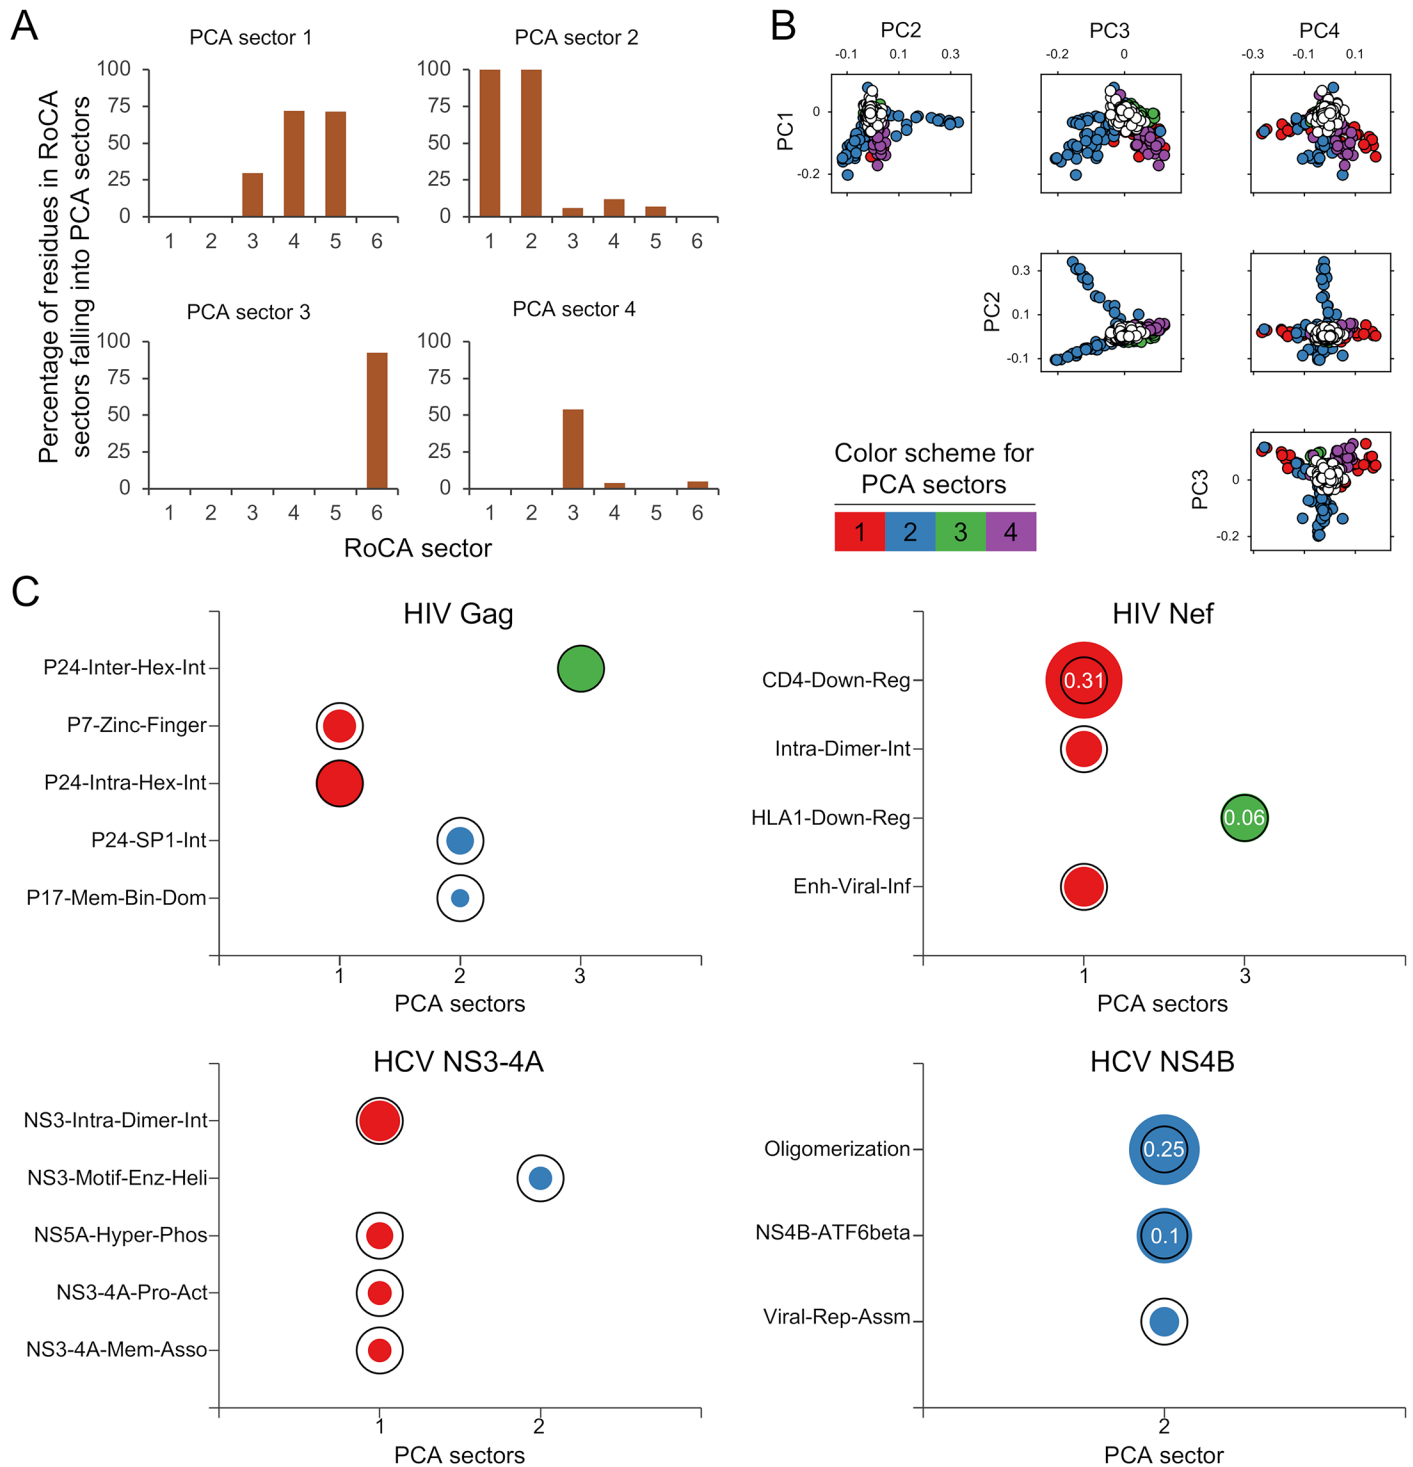 A
PCA sector 1
PCA sector 2
100
75
50
25
0
1 2 3 4 5 6
100
75
50
25
0
1 2 3 4 5 6
PCA sector 3
PCA sector 4
100
75
50
25
0
1 2 3 4 5 6
100
75
50
25
0
1 2 3 4 5 6
Percentage of residues in RoCA
sectors falling into PCA sectors
RoCA sector
B
PC2
PC3
PC4
-0.1 0.1 0.3
-0.2 0
-0.3 -0.1 0.1
PC1
0
-0.2
PC2
0.3
0.1
-0.1
PC3
0
-0.2
Color scheme for
PCA sectors
1 2 3 4
C
HIV Gag
P24-Inter-Hex-Int
P7-Zinc-Finger
P24-Intra-Hex-Int
P24-SP1-Int
P17-Mem-Bin-Dom
1 2 3
PCA sectors
HIV Nef
CD4-Down-Reg
0.31
Intra-Dimer-Int
HLA1-Down-Reg
0.06
Enh-Viral-Inf
1 3
PCA sectors
HCV NS3-4A
NS3-Intra-Dimer-Int
NS3-Motif-Enz-Heli
NS5A-Hyper-Phos
NS3-4A-Pro-Act
NS3-4A-Mem-Asso
1 2
PCA sectors
HCV NS4B
Oligomerization
0.25
NS4B-ATF6beta
0.1
Viral-Rep-Assm
2
PCA sector